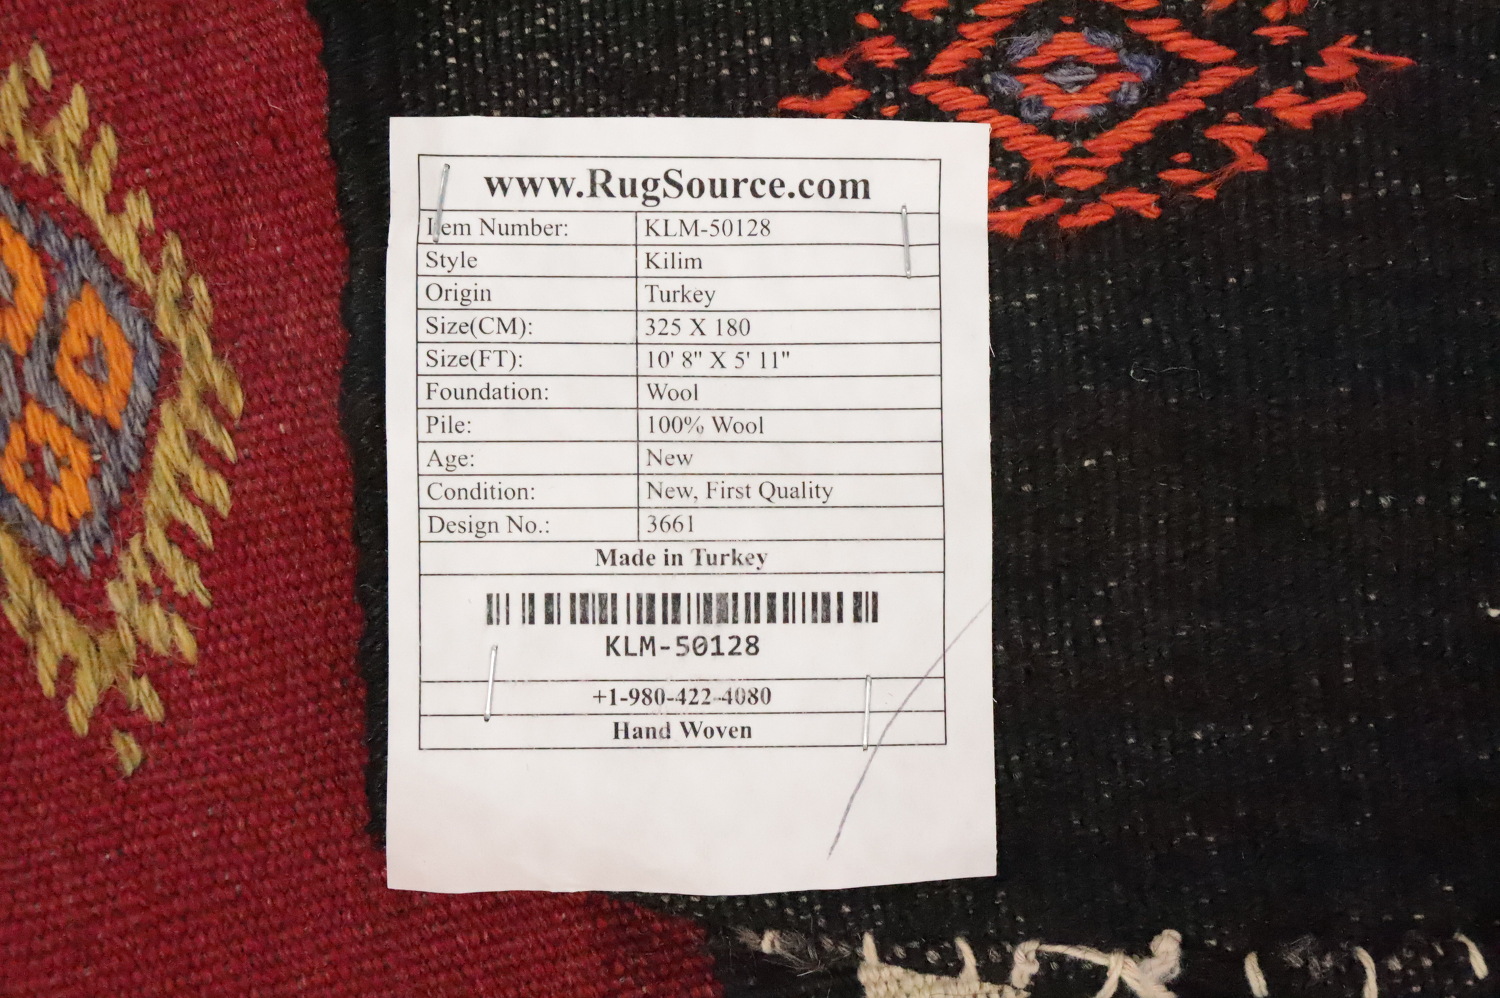 www.RugSource.com
Item Number: KLM-50128
Style Kilim
Origin Turkey
Size(CM): 325 X 180
Size(FT): 10' 8" X 5' 11"
Foundation: Wool
Pile: 100% Wool
Age: New
Condition: New, First Quality
Design No.: 3661
Made in Turkey
KLM-50128
+1-980-422-4080
Hand Woven